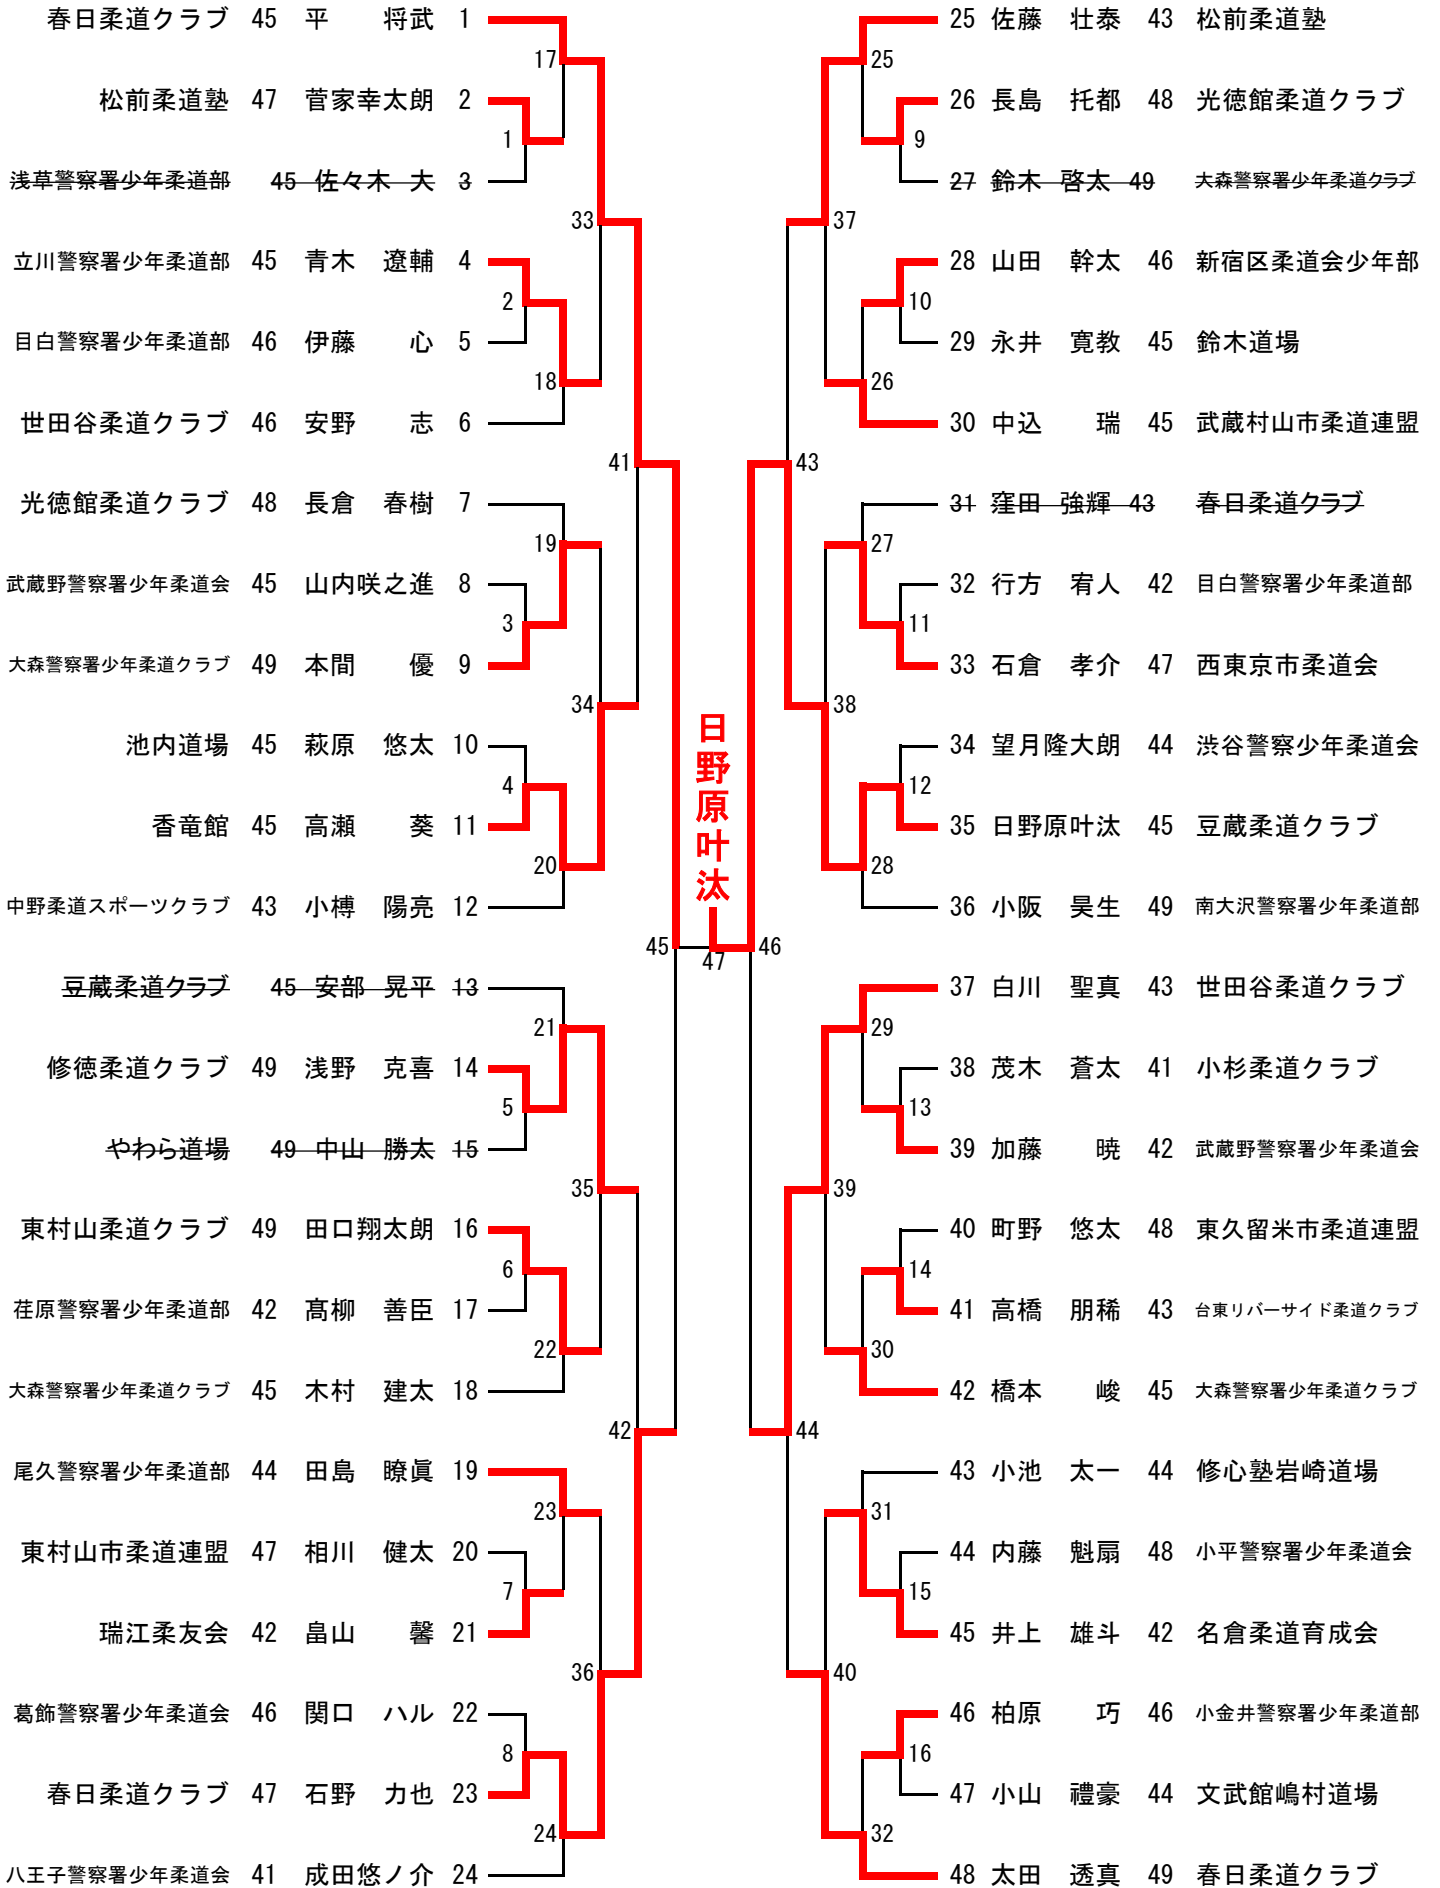 春日柔道クラブ 45 平 将武 1
17
松前柔道塾 47 菅家幸太朗 2
1
浅草警察署少年柔道部 45 佐々木 大 3
33
立川警察署少年柔道部 45 青木 遼輔 4
2
目白警察署少年柔道部 46 伊藤 心 5
18
世田谷柔道クラブ 46 安野 志 6
41
光徳館柔道クラブ 48 長倉 春樹 7
19
武蔵野警察署少年柔道会 45 山内咲之進 8
3
大森警察署少年柔道クラブ 49 本間 優 9
34
池内道場 45 萩原 悠太 10
4
香竜館 45 高瀬 葵 11
20
中野柔道スポーツクラブ 43 小榑 陽亮 12
45
豆蔵柔道クラブ 45 安部 晃平 13
21
修徳柔道クラブ 49 浅野 克喜 14
5
やわら道場 49 中山 勝太 15
35
東村山柔道クラブ 49 田口翔太朗 16
6
荏原警察署少年柔道部 42 髙柳 善臣 17
22
大森警察署少年柔道クラブ 45 木村 建太 18
42
尾久警察署少年柔道部 44 田島 瞭眞 19
23
東村山市柔道連盟 47 相川 健太 20
7
瑞江柔友会 42 畠山 馨 21
36
葛飾警察署少年柔道会 46 関口 ハル 22
8
春日柔道クラブ 47 石野 力也 23
24
八王子警察署少年柔道会 41 成田悠ノ介 24
日野原叶汰
47
25 佐藤 壮泰 43 松前柔道塾
25
26 長島 托都 48 光徳館柔道クラブ
9
27 鈴木 啓太 49 大森警察署少年柔道クラブ
37
28 山田 幹太 46 新宿区柔道会少年部
10
29 永井 寛教 45 鈴木道場
26
30 中込 瑞 45 武蔵村山市柔道連盟
43
31 窪田 強輝 43 春日柔道クラブ
27
32 行方 宥人 42 目白警察署少年柔道部
11
33 石倉 孝介 47 西東京市柔道会
38
34 望月隆大朗 44 渋谷警察少年柔道会
12
35 日野原叶汰 45 豆蔵柔道クラブ
28
36 小阪 昊生 49 南大沢警察署少年柔道部
46
37 白川 聖真 43 世田谷柔道クラブ
29
38 茂木 蒼太 41 小杉柔道クラブ
13
39 加藤 暁 42 武蔵野警察署少年柔道会
39
40 町野 悠太 48 東久留米市柔道連盟
14
41 高橋 朋稀 43 台東リバーサイド柔道クラブ
30
42 橋本 峻 45 大森警察署少年柔道クラブ
44
43 小池 太一 44 修心塾岩崎道場
31
44 内藤 魁扇 48 小平警察署少年柔道会
15
45 井上 雄斗 42 名倉柔道育成会
40
46 柏原 巧 46 小金井警察署少年柔道部
16
47 小山 禮豪 44 文武館嶋村道場
32
48 太田 透真 49 春日柔道クラブ